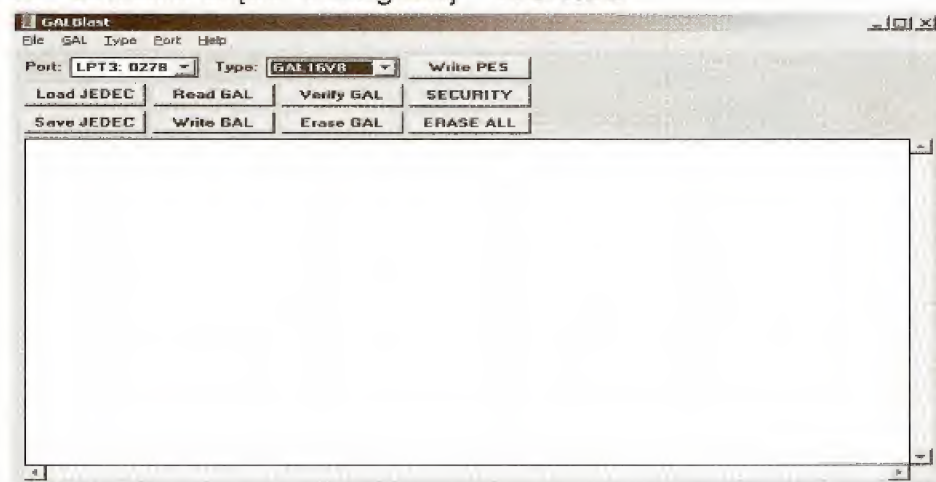 GALBlast
File GAL Type Port Help
Port: LPT3: 0278 Type: GAL16V8 Write PES
Load JEDEC Read GAL Verify GAL SECURITY
Save JEDEC Write GAL Erase GAL ERASE ALL